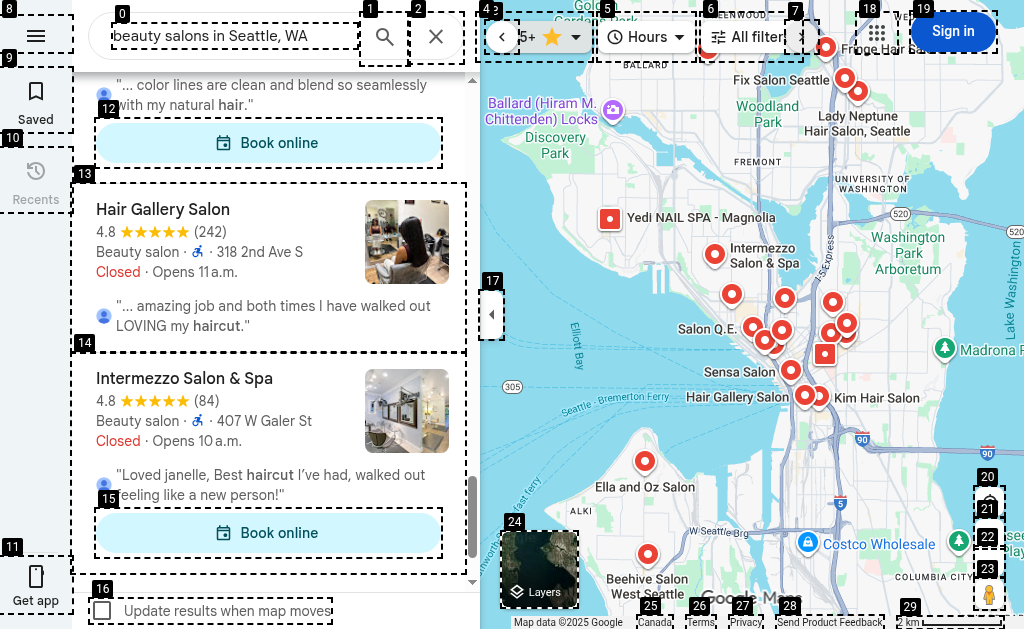 beauty salons in Seattle, WA
Saved
Recents
Get app
"... color lines are clean and blend so seamlessly
with my natural hair."
Book online
Hair Gallery Salon
4.8 (242)
Beauty salon · 318 2nd Ave S
Closed · Opens 11 a.m.
"... amazing job and both times I have walked out
LOVING my haircut."
Intermezzo Salon & Spa
4.8 (84)
Beauty salon · 407 W Galer St
Closed · Opens 10 a.m.
"Loved janelle, Best haircut I've had, walked out
feeling like a new person!"
Book online
Update results when map moves
5+
Hours
All filter
Sign in
0
1
2
5
6
7
8
9
10
11
12
13
14
15
16
17
18
19
20
21
22
23
24
25
26
27
28
29
BALLARD
Fringe Hair
Fix Salon Seattle
Ballard (Hiram M.
Chittenden) Locks
Woodland
Park
Lady Neptune
Hair Salon, Seattle
Discovery
Park
FREMONT
UNIVERSITY OF
WASHINGTON
Yedi NAIL SPA - Magnolia
520
520
Washington
Park
Arboretum
Intermezzo
Salon & Spa
I-5 Express
Lake Washington
Salon Q.E.
Elliott Bay
Madrona
Sensa Salon
305
Seattle - Bremerton Ferry
Hair Gallery Salon
Kim Hair Salon
90
90
Ella and Oz Salon
5
ALKI
W Seattle Brg
Costco Wholesale
Beehive Salon
West Seattle
COLUMBIA CITY
Layers
Google Maps
Map data ©2025 Google
Canada
Terms
Privacy
Send Product Feedback
2 km